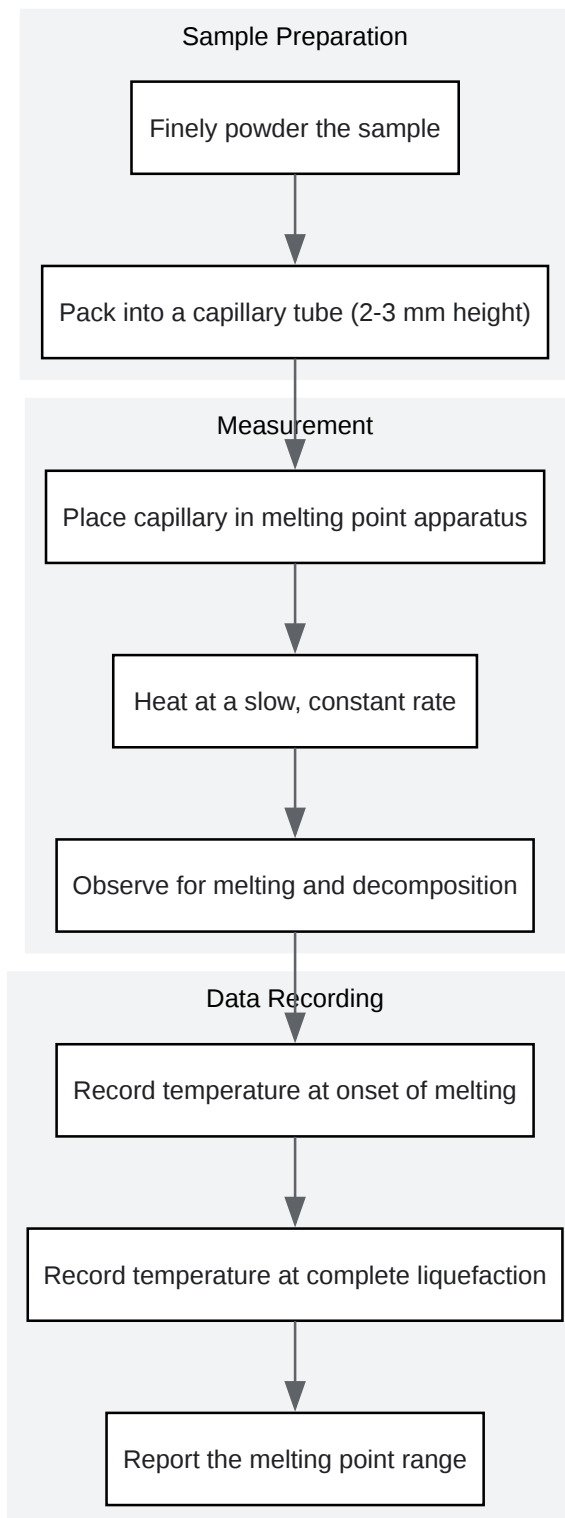 Sample Preparation
Finely powder the sample
Pack into a capillary tube (2-3 mm height)
Measurement
Place capillary in melting point apparatus
Heat at a slow, constant rate
Observe for melting and decomposition
Data Recording
Record temperature at onset of melting
Record temperature at complete liquefaction
Report the melting point range